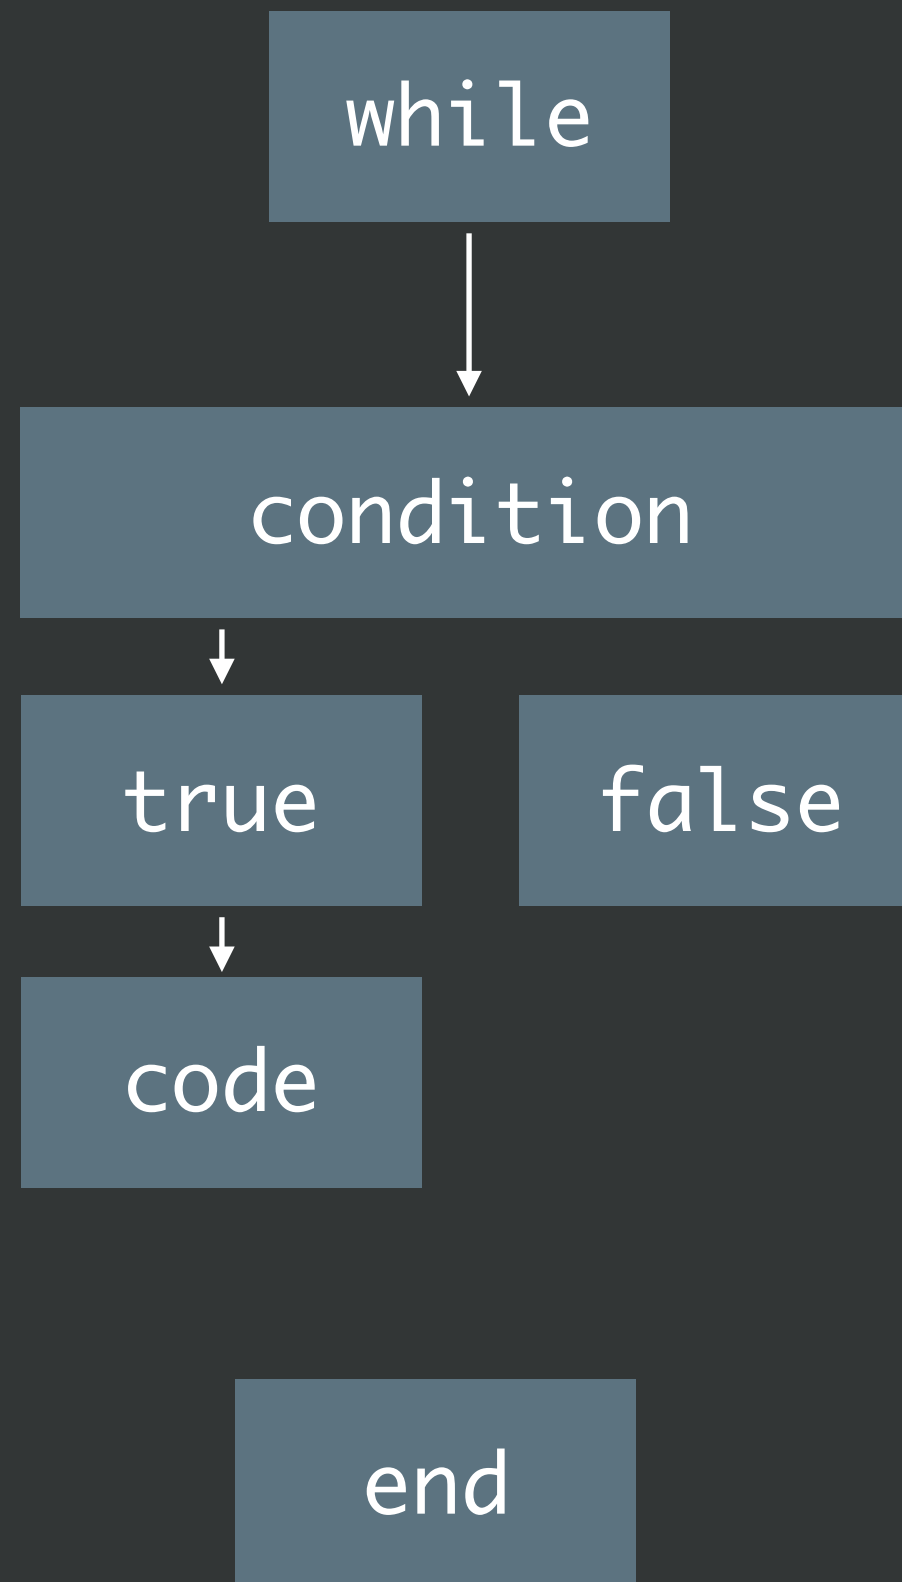 while
condition
true
false
code
end